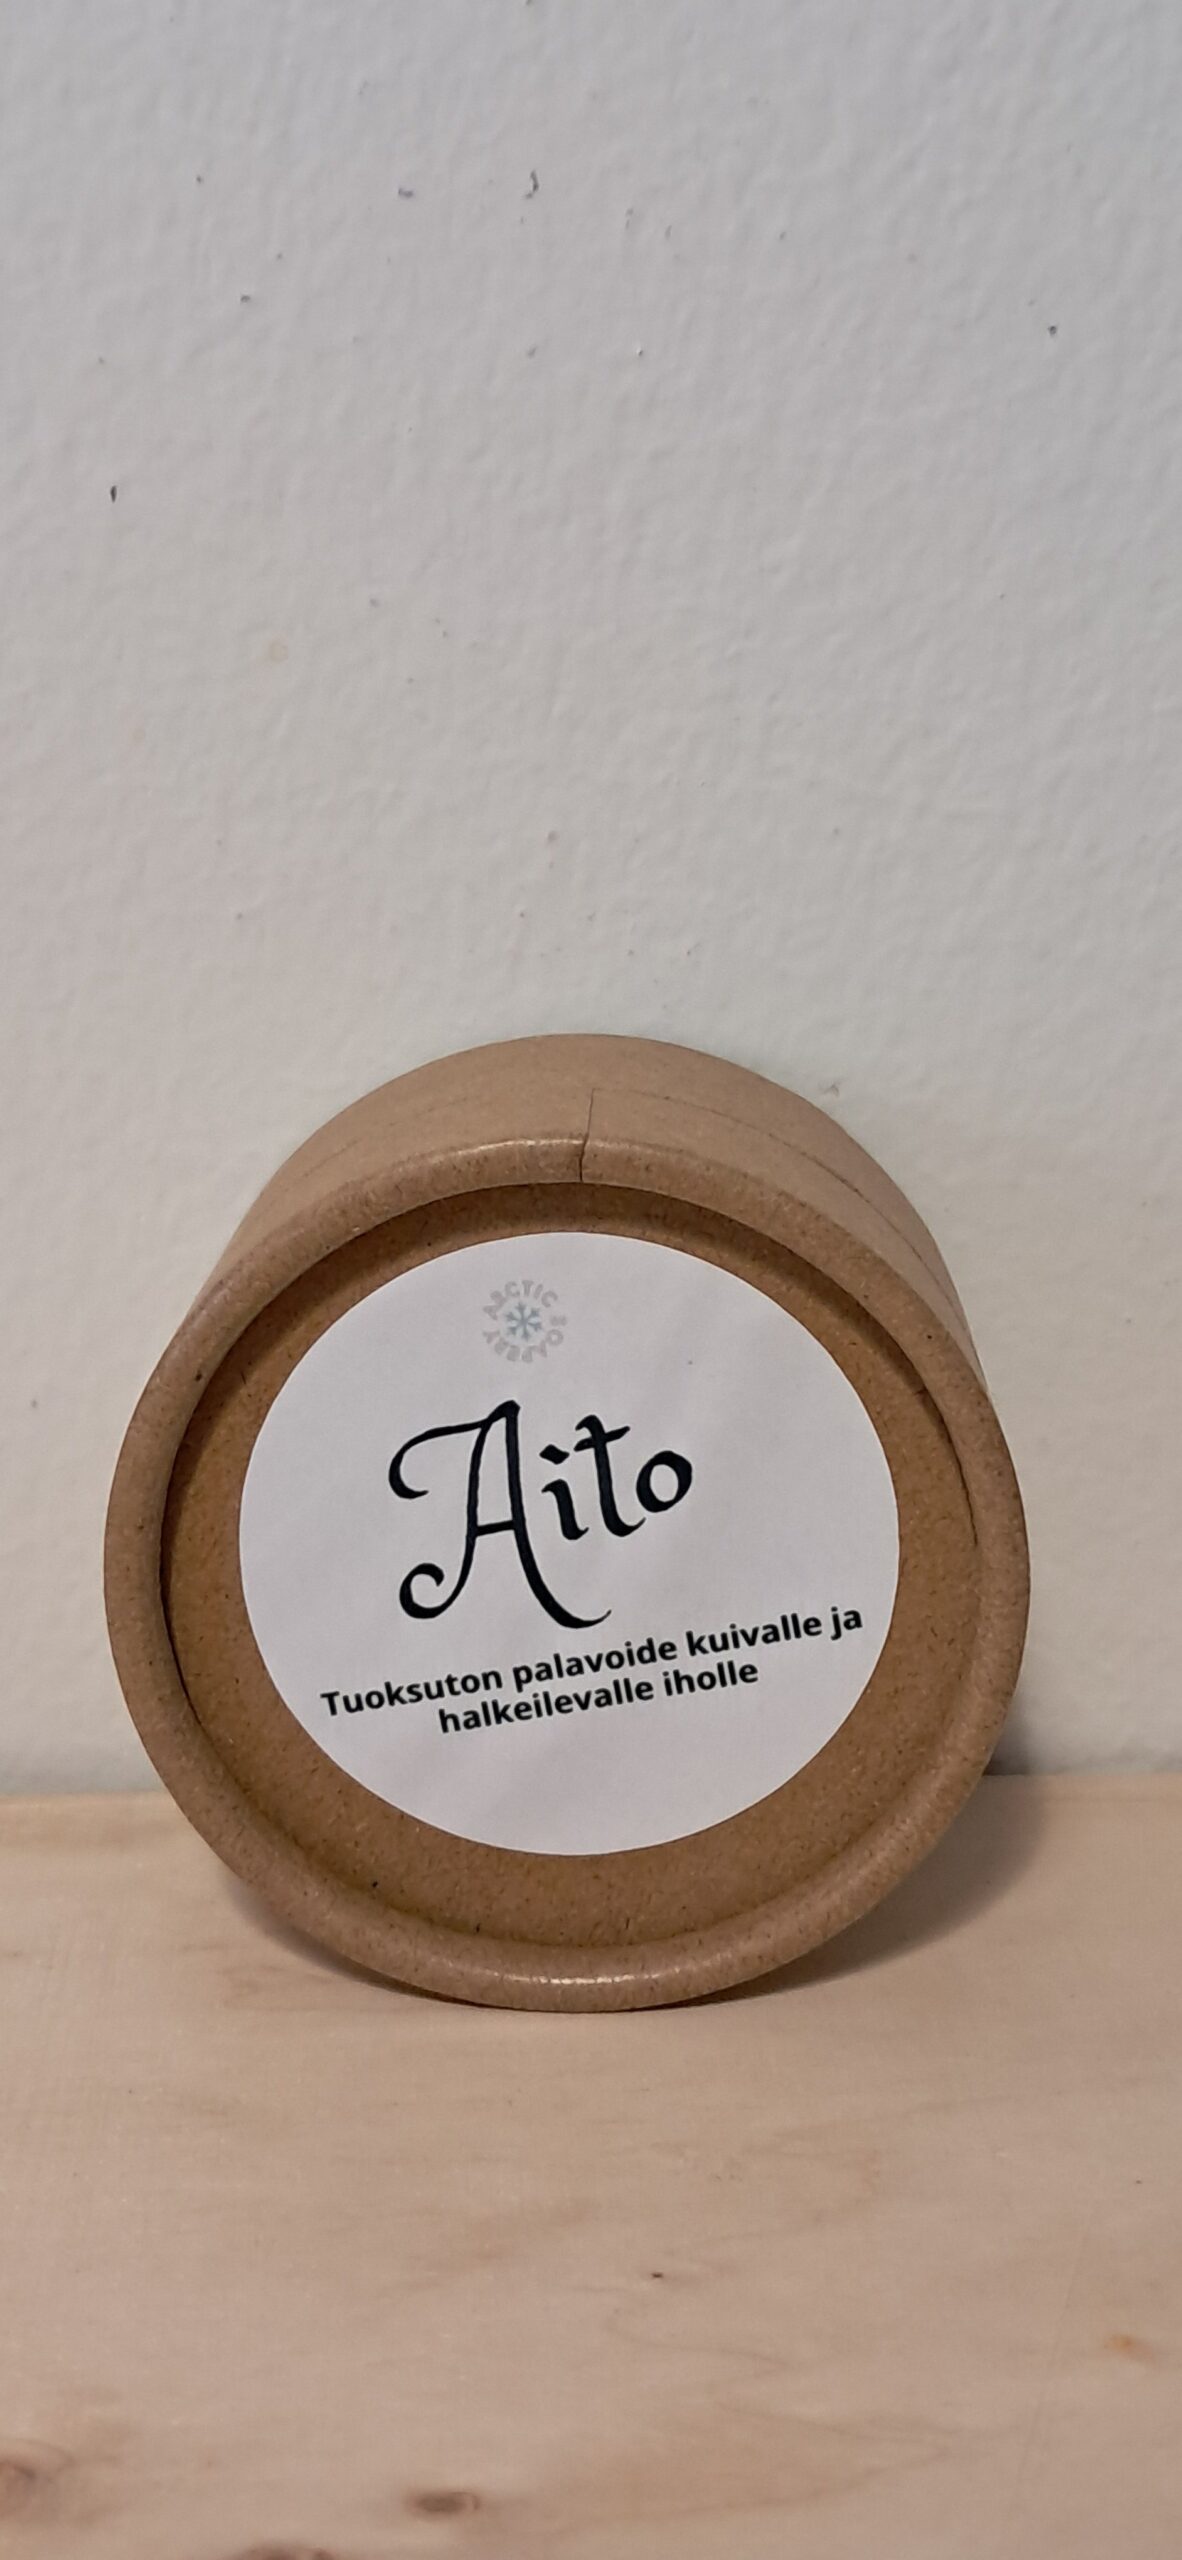 ARCTIC SOAPERY
Aito
Tuoksuton palavoide kuivalle ja
halkeilevalle iholle